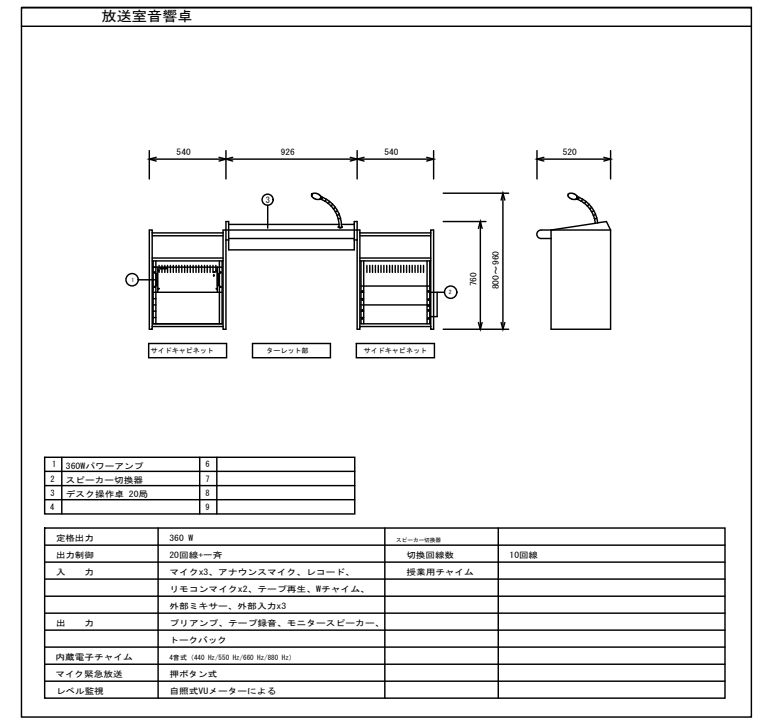 放送室音響卓
540 926 540 520
3
760
800～960
1
2
サイドキャビネット ターレット部 サイドキャビネット
1 360Wパワーアンプ 6
2 スピーカー切換器 7
3 デスク操作卓 20局 8
4 9
定格出力 360 W スピーカー切換器
出力制御 20回線+一斉 切換回線数 10回線
入 力 マイクx3、アナウンスマイク、レコード、 授業用チャイム
リモコンマイクx2、テープ再生、Wチャイム、
外部ミキサー、外部入力x3
出 力 プリアンプ、テープ録音、モニタースピーカー、
トークバック
内蔵電子チャイム 4音式 (440 Hz/550 Hz/660 Hz/880 Hz)
マイク緊急放送 押ボタン式
レベル監視 自照式VUメーターによる